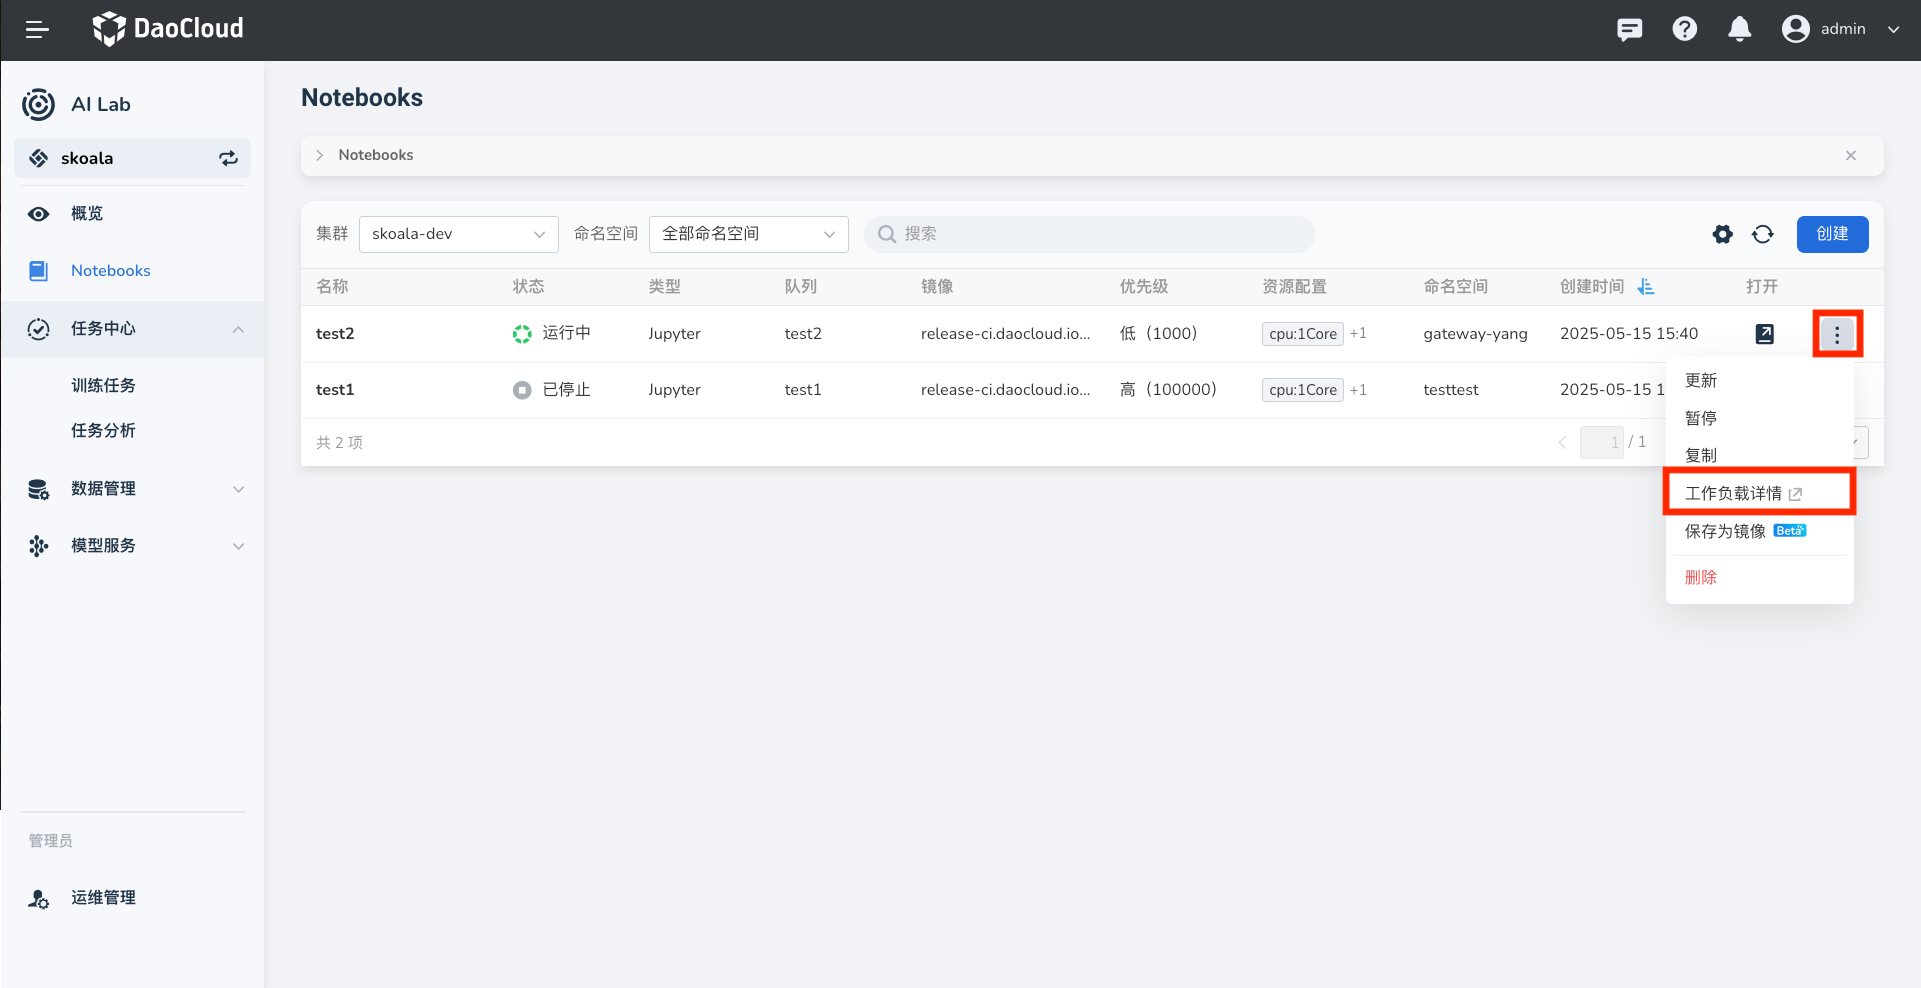 DaoCloud
admin
AI Lab
skoala
概览
Notebooks
任务中心
训练任务
任务分析
数据管理
模型服务
管理员
运维管理
Notebooks
Notebooks
集群 skoala-dev 命名空间 全部命名空间 搜索 创建
名称 状态 类型 队列 镜像 优先级 资源配置 命名空间 创建时间 打开
test2 运行中 Jupyter test2 release-ci.daocloud.io... 低（1000） cpu:1Core +1 gateway-yang 2025-05-15 15:40
test1 已停止 Jupyter test1 release-ci.daocloud.io... 高（100000） cpu:1Core +1 testtest 2025-05-15 1
共 2 项 1 / 1
更新
暂停
复制
工作负载详情
保存为镜像 Beta
删除